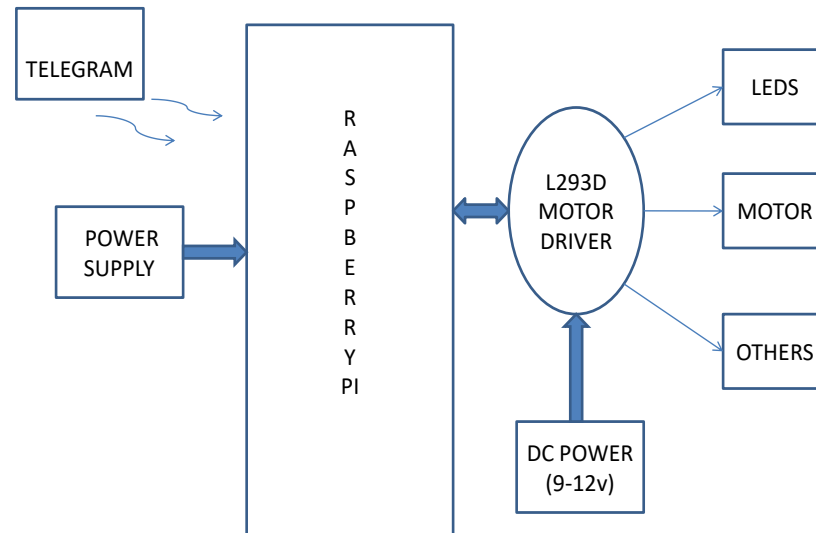 TELEGRAM
POWER
SUPPLY
R
A
S
P
B
E
R
R
Y
PI
L293D
MOTOR
DRIVER
DC POWER
(9-12v)
LEDS
MOTOR
OTHERS